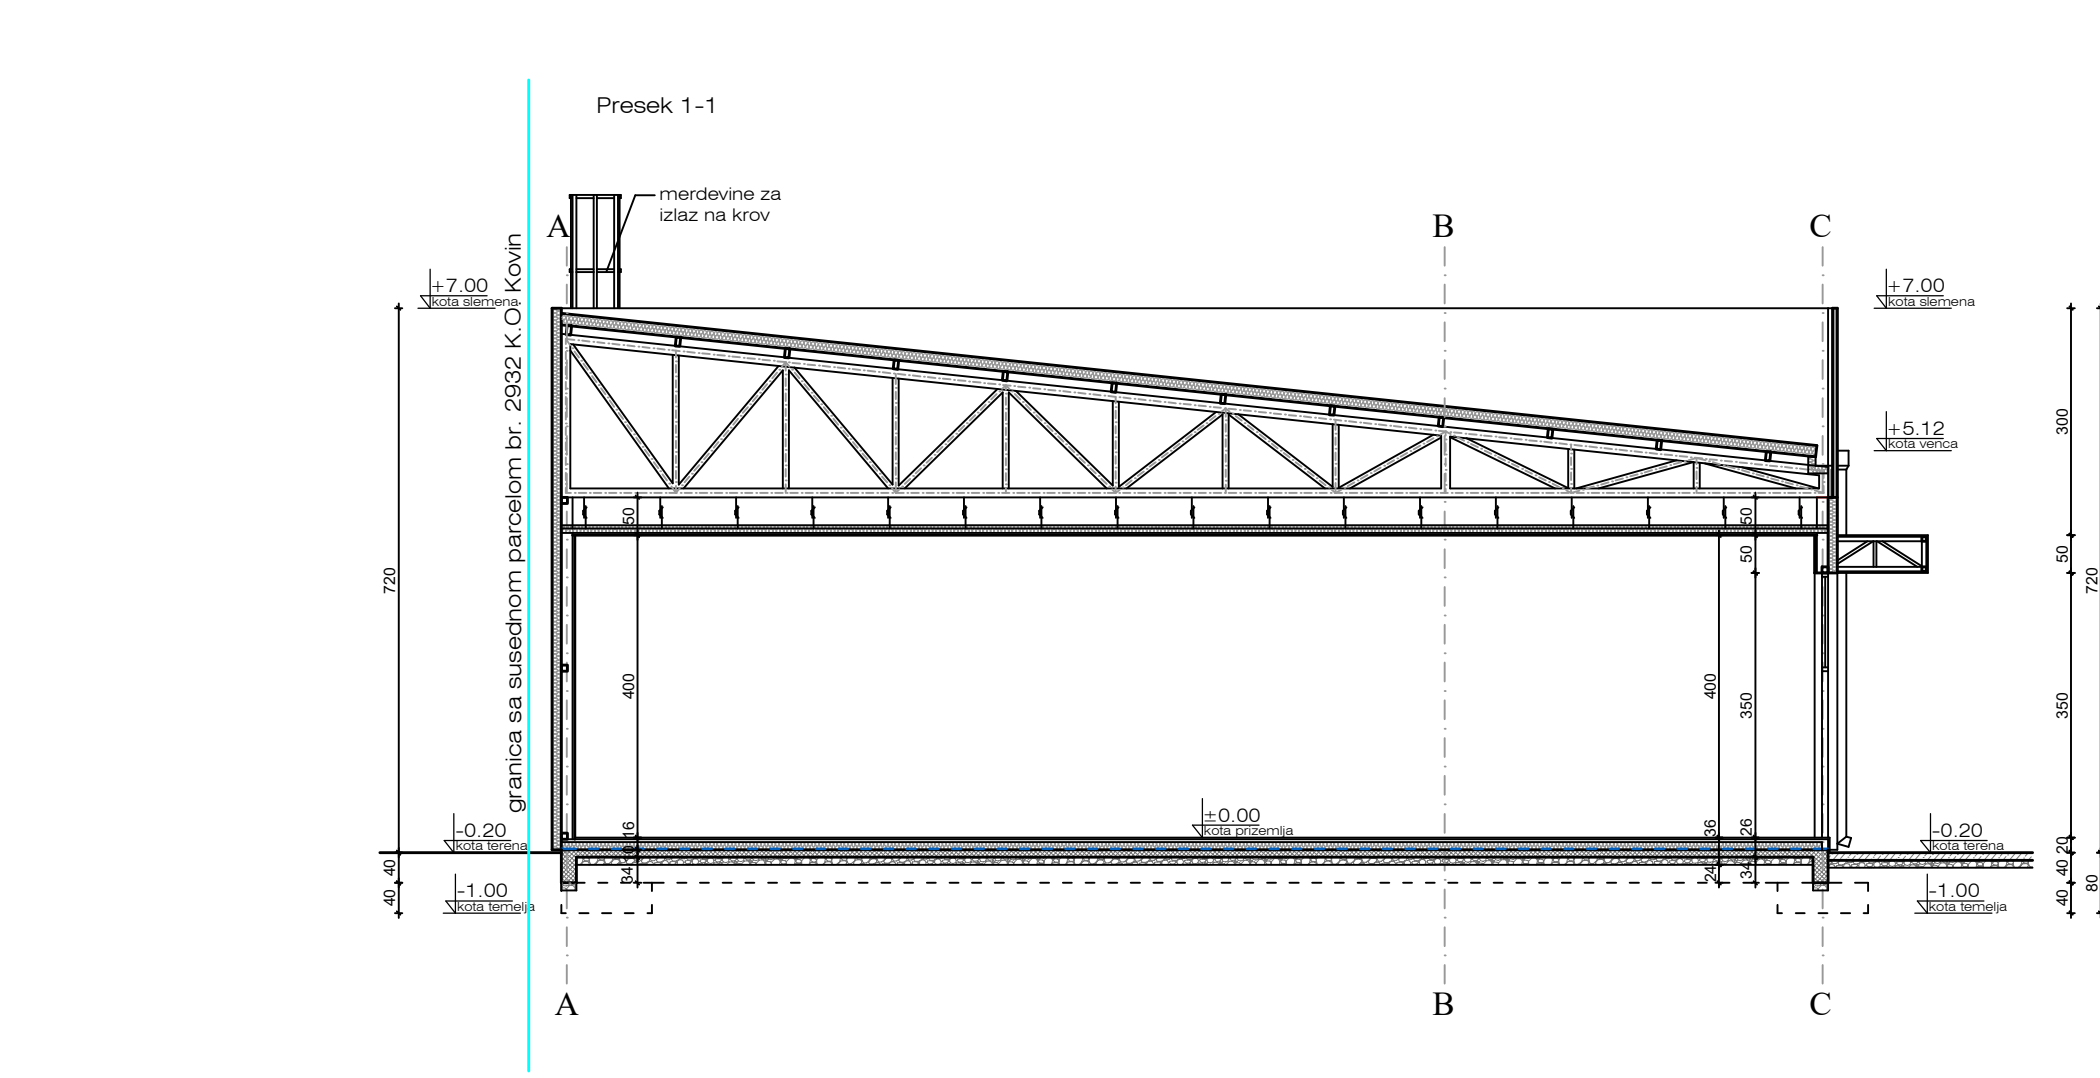 Presek 1-1
merdevine za
izlaz na krov
A
B
C
granica sa susednom parcelom br. 2932 K.O. Kovin
+7.00
kota slemena
+7.00
kota slemena
+5.12
kota venca
720
40
40
50
400
16
34
±0.00
kota prizemlja
400
36
24
50
50
350
26
34
300
50
350
20
40
40
720
80
-0.20
kota terena
-0.20
kota terena
-1.00
kota temelja
-1.00
kota temelja
A
B
C